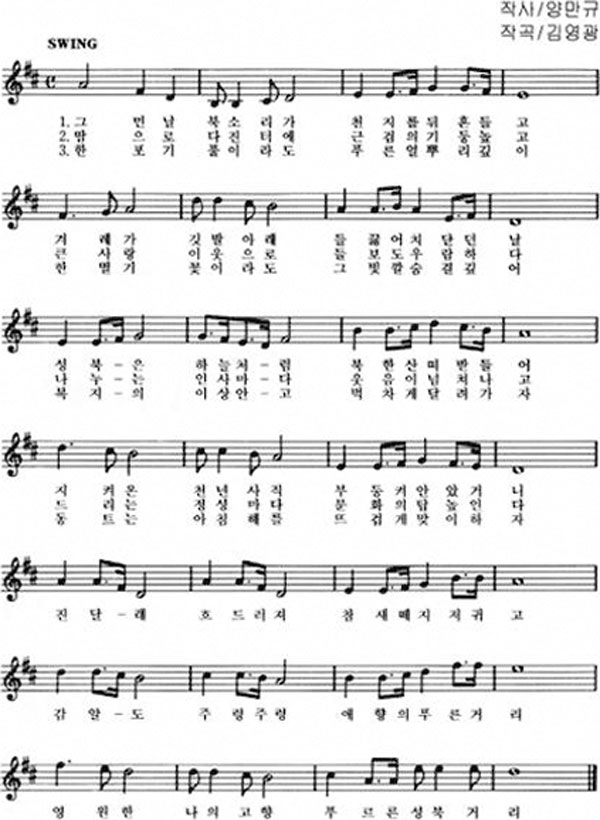 작사/양만규
작곡/김영광
SWING
1.그 먼 날 북 소 리 가 천 지 를 뒤 흔 들 고
2.땀 으 로 다 진 터 에 근 검 의 기 둥 높 고
3.한 포 기 풀 이 라 도 푸 른 얼 뿌 리 깊 이
겨 레 가 깃 발 아 래 들 끓 어 치 닫 던 날
큰 사 랑 이 웃 으 로 돌 보 도 우 람 하 다
한 떨 기 꽃 이 라 도 그 빛 깔 숨 결 깊 어
성 북 - 은 하 늘 처 - 럼 북 한 산 떠 받 들 어
나 누 - 는 인 사 마 - 다 웃 음 이 넘 쳐 나 고
복 지 - 의 이 상 안 - 고 벅 차 게 달 려 가 자
지 켜 온 천 년 사 직 부 둥 켜 안 았 거 니
드 리 는 정 성 마 다 문 화 의 탑 높 인 다
동 트 는 아 침 해 를 뜨 겁 게 맞 이 하 자
진 달 - 래 흐 드 러 져 참 새 떼 지 저 귀 고
감 알 - 도 주 렁 주 렁 애 향 의 푸 른 거 리
영 원 한 나 의 고 향 푸 르 른 성 북 거 리